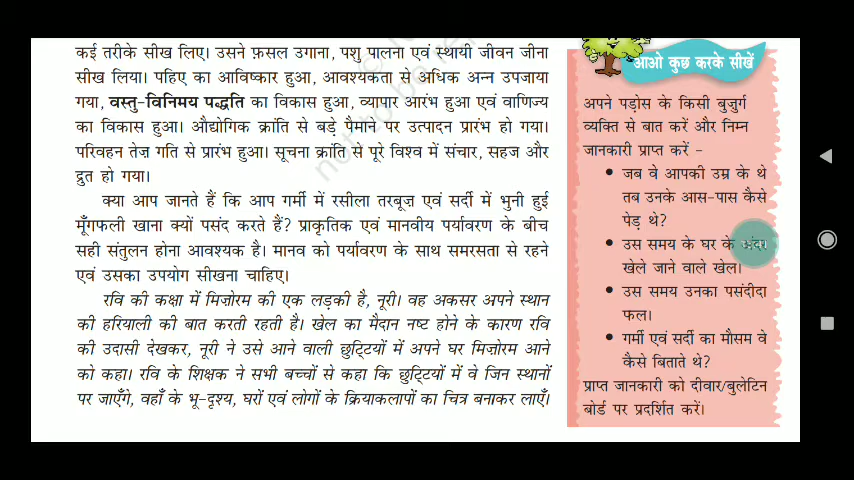 कई तरीके सीख लिए। उसने फ़सल उगाना, पशु पालना एवं स्थायी जीवन जीना
सीख लिया। पहिए का आविष्कार हुआ, आवश्यकता से अधिक अन्न उपजाया
गया, वस्तु-विनिमय पद्धति का विकास हुआ, व्यापार आरंभ हुआ एवं वाणिज्य
का विकास हुआ। औद्योगिक क्रांति से बड़े पैमाने पर उत्पादन प्रारंभ हो गया।
परिवहन तेज़ गति से प्रारंभ हुआ। सूचना क्रांति से पूरे विश्व में संचार, सहज और
द्रुत हो गया।
क्या आप जानते हैं कि आप गर्मी में रसीला तरबूज़ एवं सर्दी में भुनी हुई
मूँगफली खाना क्यों पसंद करते हैं? प्राकृतिक एवं मानवीय पर्यावरण के बीच
सही संतुलन होना आवश्यक है। मानव को पर्यावरण के साथ समरसता से रहने
एवं उसका उपयोग सीखना चाहिए।
रवि की कक्षा में मिज़ोरम की एक लड़की है, नूरी। वह अकसर अपने स्थान
की हरियाली की बात करती रहती है। खेल का मैदान नष्ट होने के कारण रवि
की उदासी देखकर, नूरी ने उसे आने वाली छुट्टियों में अपने घर मिज़ोरम आने
को कहा। रवि के शिक्षक ने सभी बच्चों से कहा कि छुट्टियों में वे जिन स्थानों
पर जाएँगे, वहाँ के भू-दृश्य, घरों एवं लोगों के क्रियाकलापों का चित्र बनाकर लाएँ।
आओ कुछ करके सीखें
अपने पड़ोस के किसी बुज़ुर्ग
व्यक्ति से बात करें और निम्न
जानकारी प्राप्त करें –
• जब वे आपकी उम्र के थे
तब उनके आस-पास कैसे
पेड़ थे?
• उस समय के घर के
खेले जाने वाले खेल।
• उस समय उनका पसंदीदा
फल।
• गर्मी एवं सर्दी का मौसम वे
कैसे बिताते थे?
प्राप्त जानकारी को दीवार/बुलेटिन
बोर्ड पर प्रदर्शित करें।
not to be re